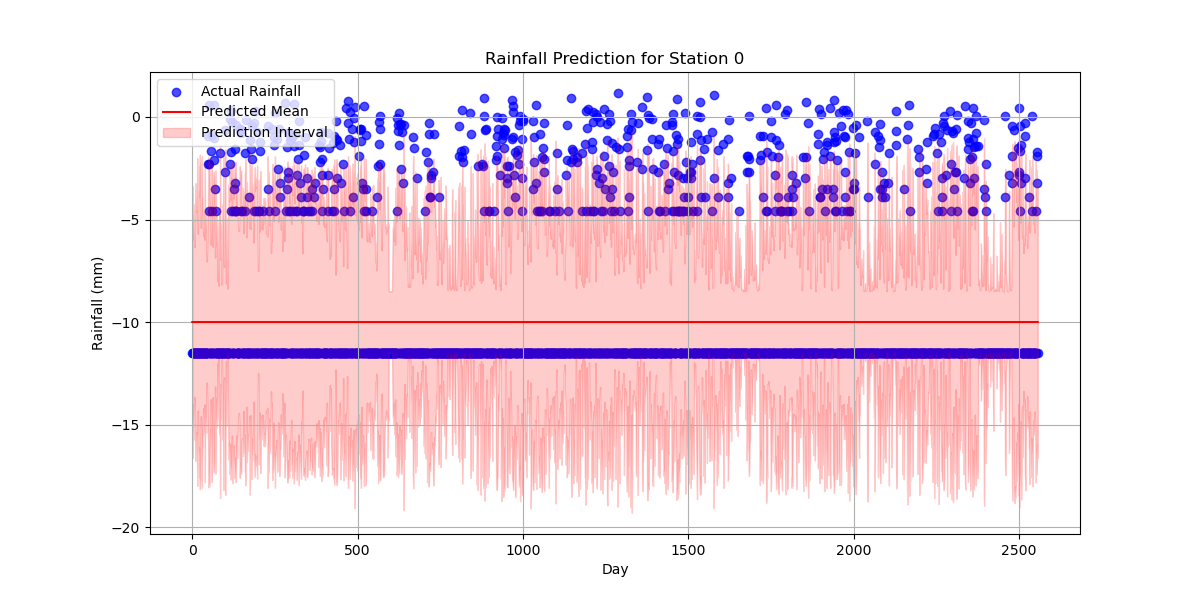 Rainfall Prediction for Station 0
Actual Rainfall
Predicted Mean
Prediction Interval
Rainfall (mm)
0
−5
−10
−15
−20
0 500 1000 1500 2000 2500
Day